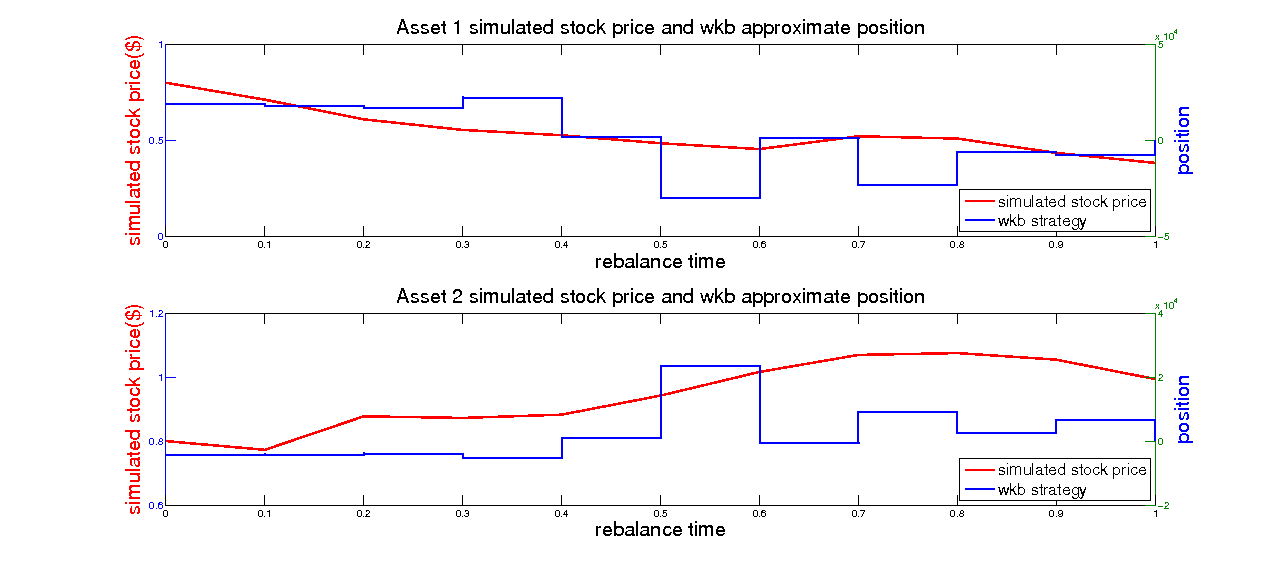 Asset 1 simulated stock price and wkb approximate position
x 10^4
simulated stock price($)
1
0.5
0
5
0
-5
position
simulated stock price
wkb strategy
0 0.1 0.2 0.3 0.4 0.5 0.6 0.7 0.8 0.9 1
rebalance time
Asset 2 simulated stock price and wkb approximate position
x 10^4
simulated stock price($)
1.2
1
0.8
0.6
4
2
0
-2
position
simulated stock price
wkb strategy
0 0.1 0.2 0.3 0.4 0.5 0.6 0.7 0.8 0.9 1
rebalance time